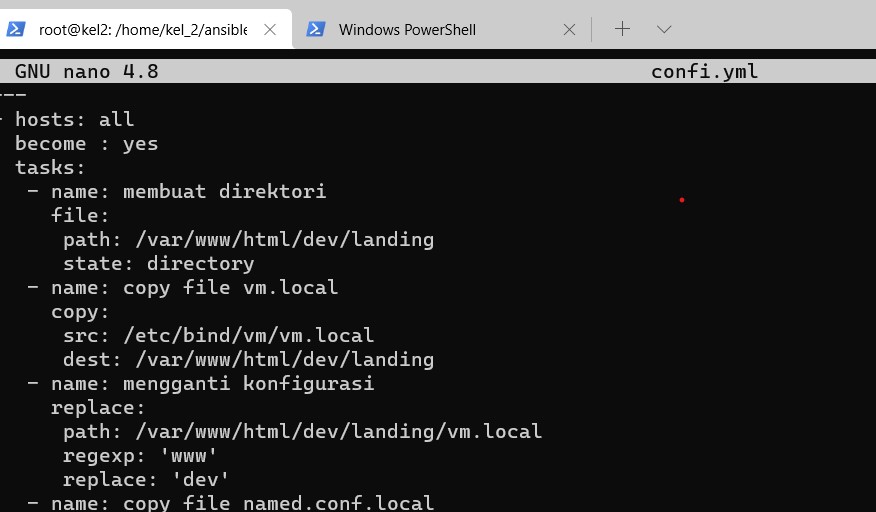 root@kel2: /home/kel_2/ansible
Windows PowerShell
GNU nano 4.8 confi.yml
---
- hosts: all
become : yes
tasks:
- name: membuat direktori
file:
path: /var/www/html/dev/landing
state: directory
- name: copy file vm.local
copy:
src: /etc/bind/vm/vm.local
dest: /var/www/html/dev/landing
- name: mengganti konfigurasi
replace:
path: /var/www/html/dev/landing/vm.local
regexp: 'www'
replace: 'dev'
- name: copy file named.conf.local